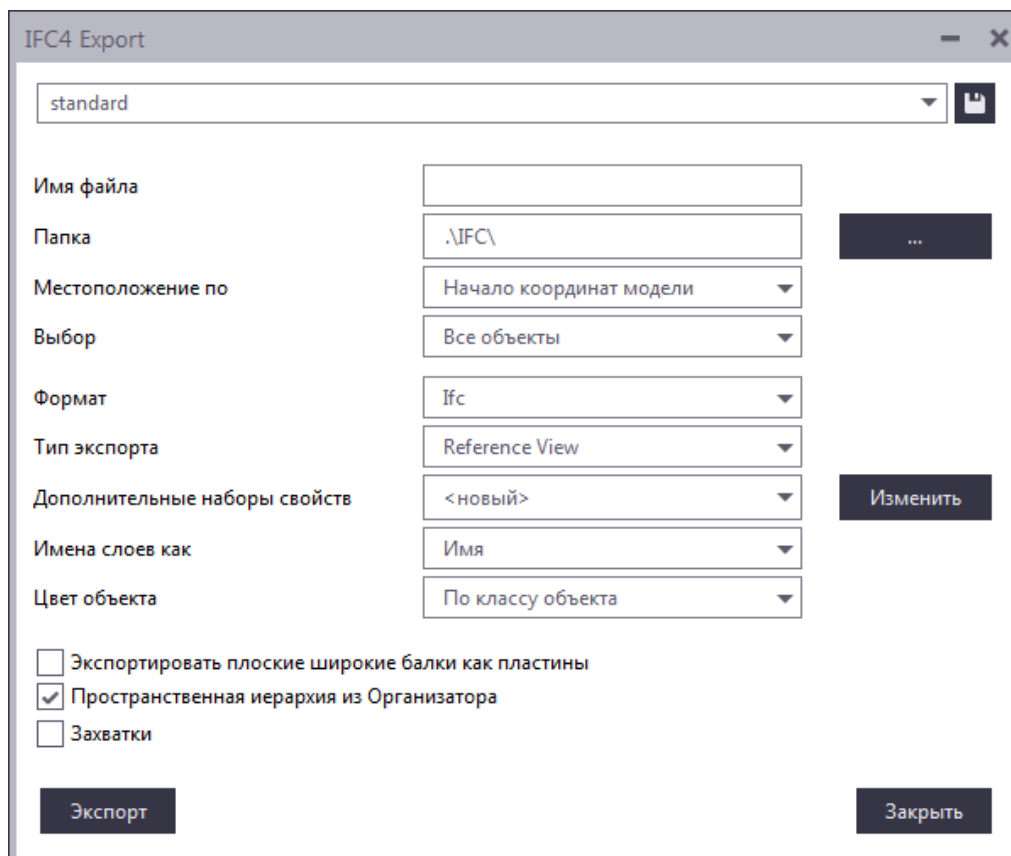 IFC4 Export
standard
Имя файла
Папка .\IFC\ ...
Местоположение по Начало координат модели
Выбор Все объекты
Формат Ifc
Тип экспорта Reference View
Дополнительные наборы свойств <новый> Изменить
Имена слоев как Имя
Цвет объекта По классу объекта
Экспортировать плоские широкие балки как пластины
Пространственная иерархия из Организатора
Захватки
Экспорт Закрыть